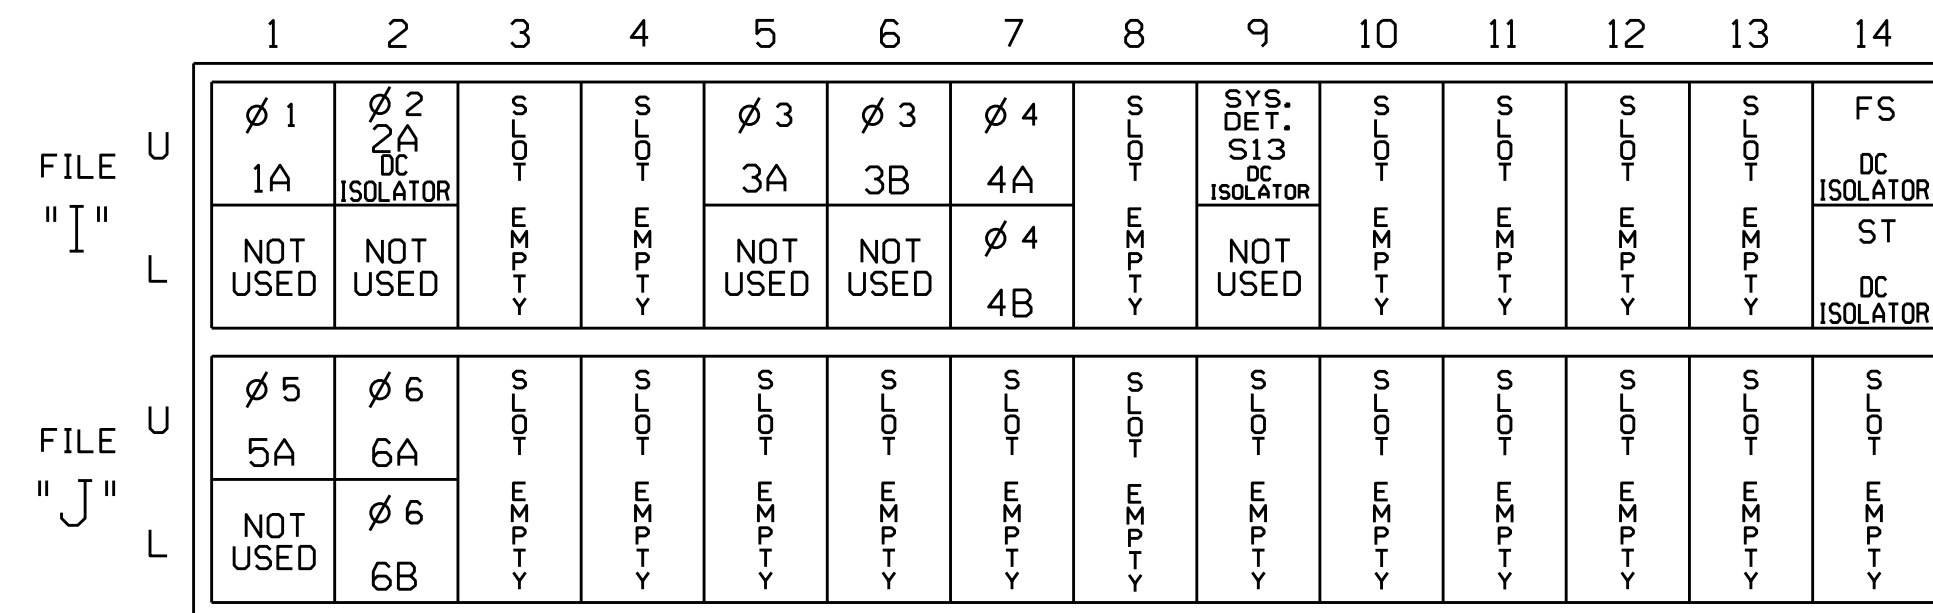 1 2 3 4 5 6 7 8 9 10 11 12 13 14
FILE "I"
U
L
Ø 1
1A
NOT USED
Ø 2
2A
DC
ISOLATOR
NOT USED
SLOT EMPTY
SLOT EMPTY
Ø 3
3A
NOT USED
Ø 3
3B
NOT USED
Ø 4
4A
Ø 4
4B
SLOT EMPTY
SYS.
DET.
S13
DC
ISOLATOR
NOT USED
SLOT EMPTY
SLOT EMPTY
SLOT EMPTY
SLOT EMPTY
FS
DC
ISOLATOR
ST
DC
ISOLATOR
FILE "J"
U
L
Ø 5
5A
NOT USED
Ø 6
6A
Ø 6
6B
SLOT EMPTY
SLOT EMPTY
SLOT EMPTY
SLOT EMPTY
SLOT EMPTY
SLOT EMPTY
SLOT EMPTY
SLOT EMPTY
SLOT EMPTY
SLOT EMPTY
SLOT EMPTY
SLOT EMPTY